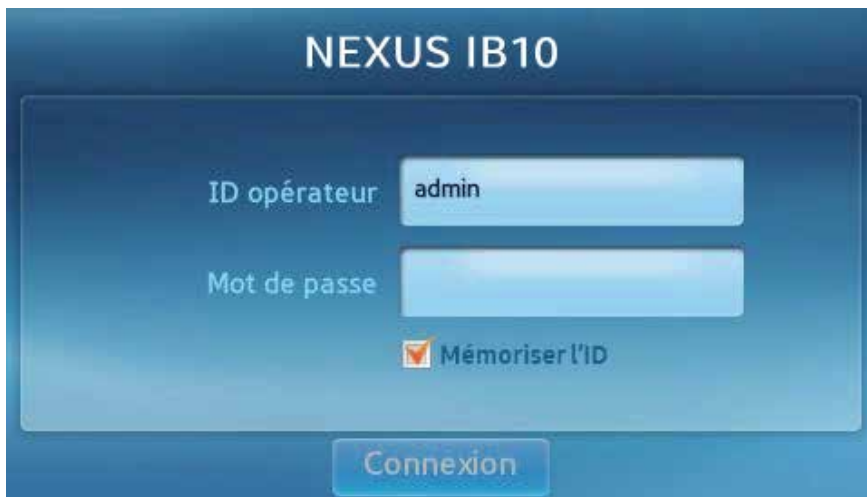 NEXUS IB10
ID opérateur admin
Mot de passe
Mémoriser l'ID
Connexion